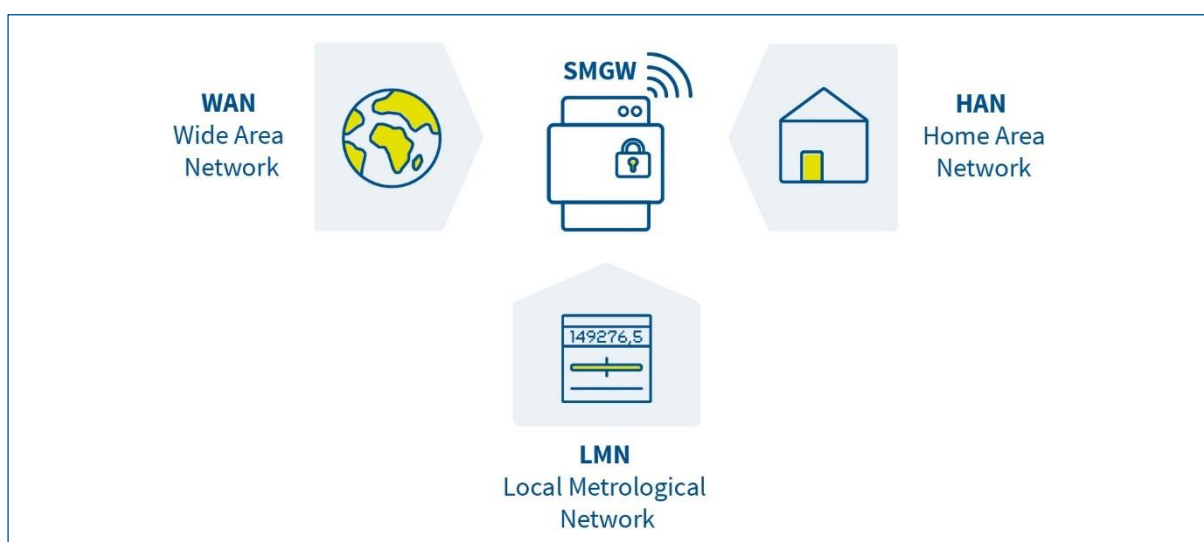 WAN
Wide Area
Network
SMGW
HAN
Home Area
Network
149276,5
LMN
Local Metrological
Network